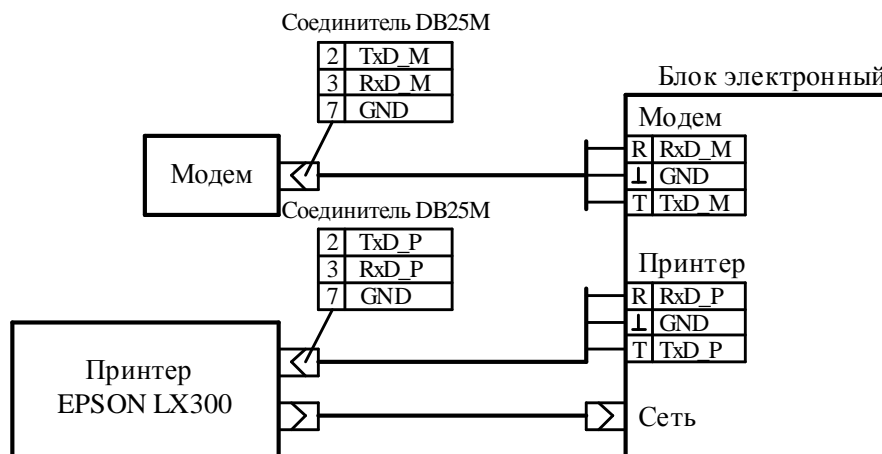 Соединитель DB25M
2 TxD_M
3 RxD_M
7 GND
Блок электронный
Модем
Модем
R RxD_M
⊥ GND
T TxD_M
Соединитель DB25M
2 TxD_P
3 RxD_P
7 GND
Принтер
R RxD_P
⊥ GND
T TxD_P
Принтер
EPSON LX300
Сеть